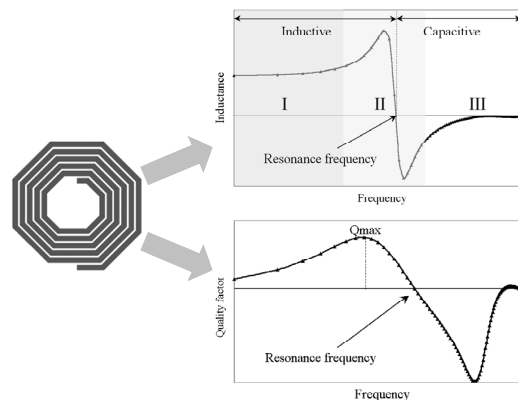 Inductive
Capacitive
Inductance
I
II
III
Resonance frequency
Frequency
Qmax
Quality factor
Resonance frequency
Frequency